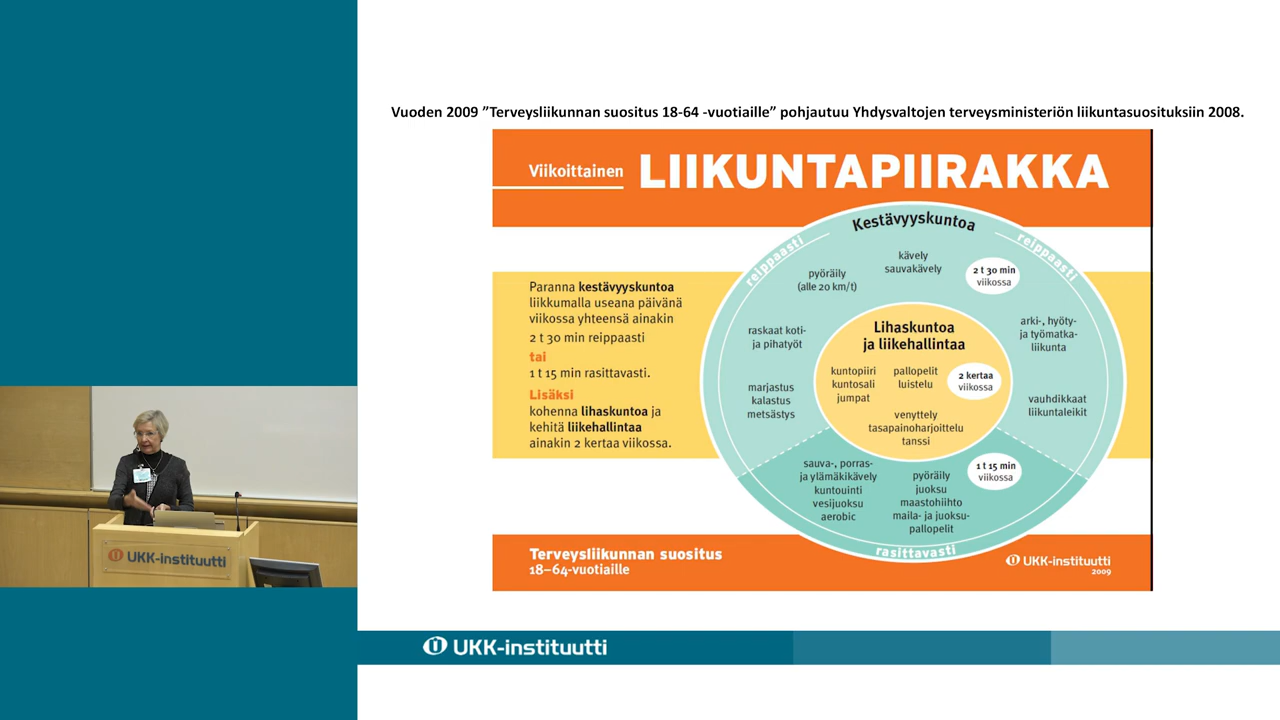 Vuoden 2009 ”Terveysliikunnan suositus 18-64 -vuotiaille” pohjautuu Yhdysvaltojen terveysministeriön liikuntasuosituksiin 2008.
Viikoittainen LIIKUNTAPIIRAKKA
Paranna kestävyyskuntoa
liikkumalla useana päivänä
viikossa yhteensä ainakin
2 t 30 min reippaasti
tai
1 t 15 min rasittavasti.
Lisäksi
kohenna lihaskuntoa ja
kehitä liikehallintaa
ainakin 2 kertaa viikossa.
Kestävyyskuntoa
reippaasti
reippaasti
kävely
sauvakävely
pyöräily
(alle 20 km/t)
2 t 30 min
viikossa
raskaat koti-
ja pihatyöt
arki-, hyöty-
ja työmatka-
liikunta
marjastus
kalastus
metsästys
vauhdikkaat
liikuntaleikit
Lihaskuntoa
ja liikehallintaa
kuntopiiri
kuntosali
jumpat
pallopelit
luistelu
2 kertaa
viikossa
venyttely
tasapainoharjoittelu
tanssi
sauva-, porras-
ja ylämäkikävely
kuntouinti
vesijuoksu
aerobic
pyöräily
juoksu
maastohiihto
maila- ja juoksu-
pallopelit
1 t 15 min
viikossa
rasittavasti
Terveysliikunnan suositus
18–64-vuotiaille
UKK-instituutti
2009
UKK-instituutti
UKK-instituutti